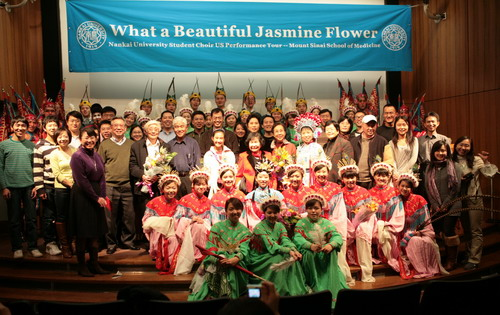 What a Beautiful Jasmine Flower
Nankai University Student Choir US Performance Tour — Mount Sinai School of Medicine